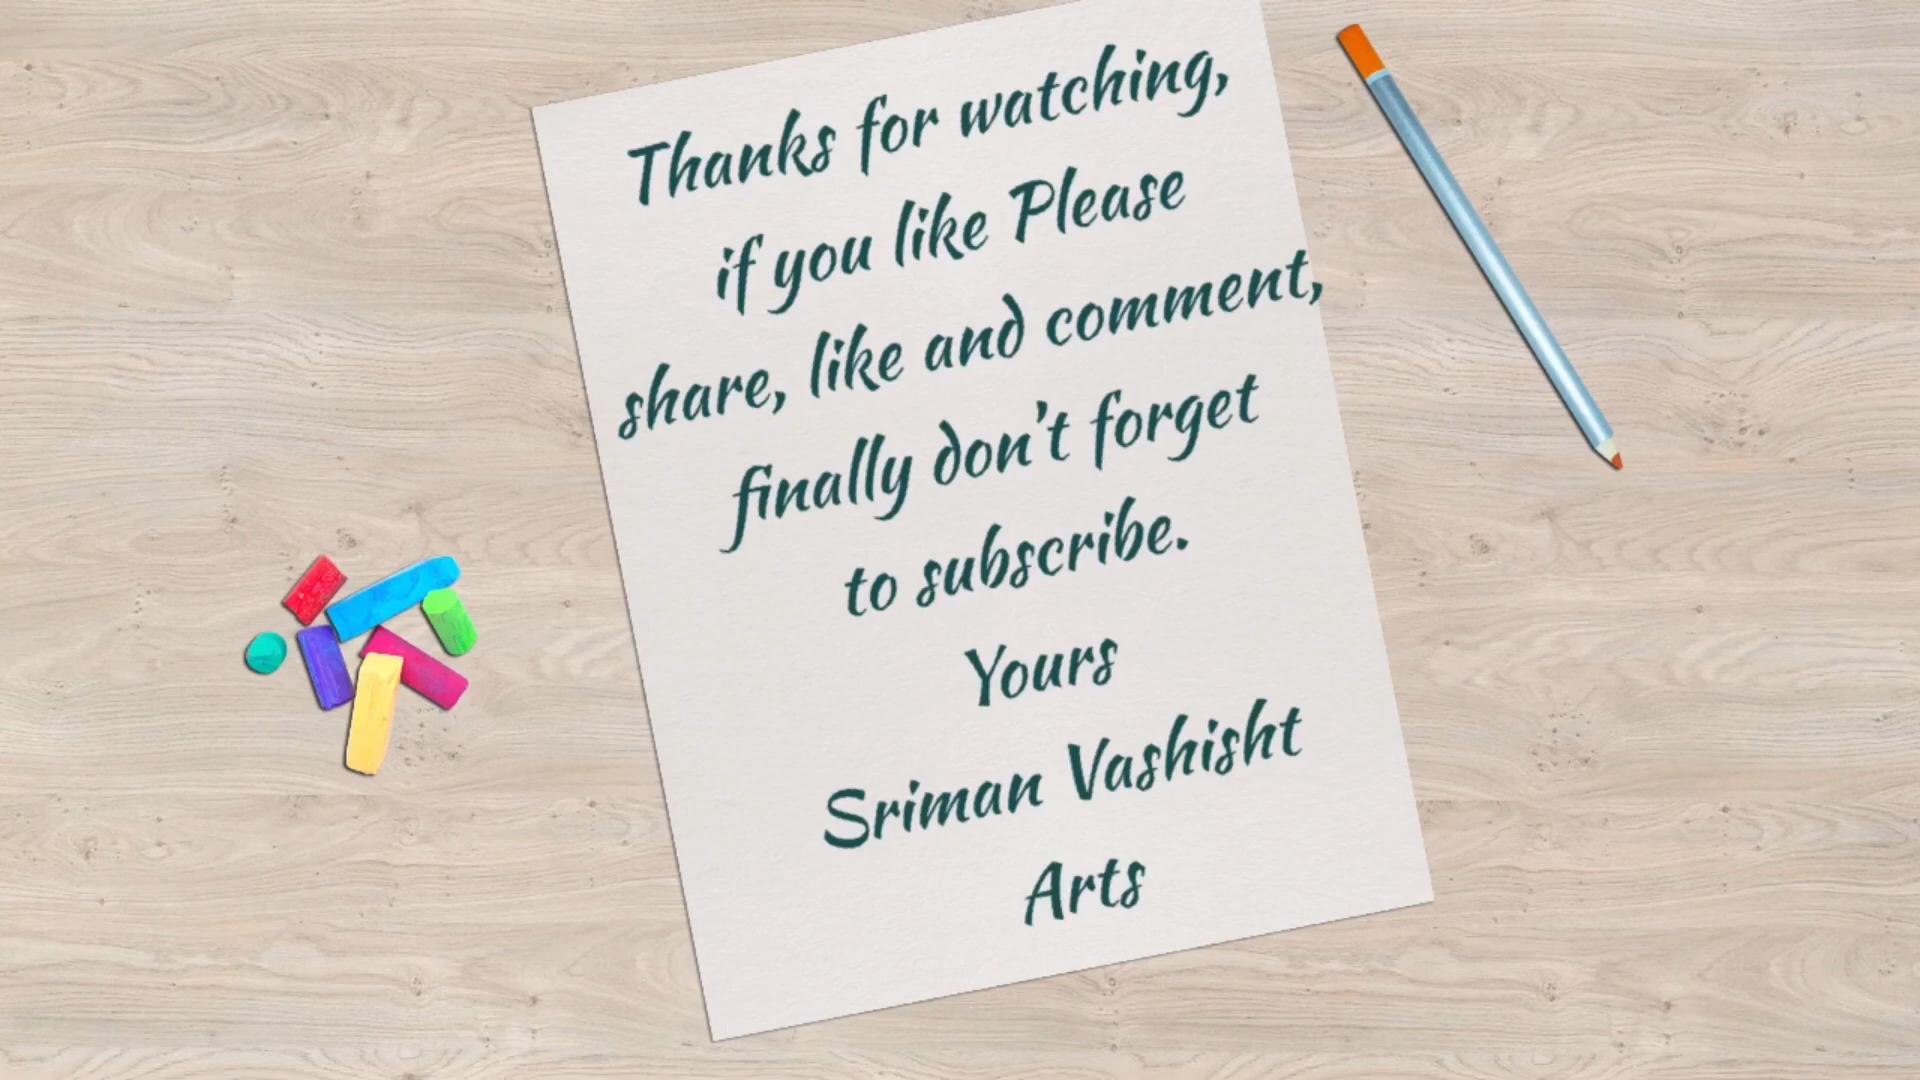 Thanks for watching,
if you like Please
share, like and comment,
finally don't forget
to subscribe.
Yours
Sriman Vashisht
Arts